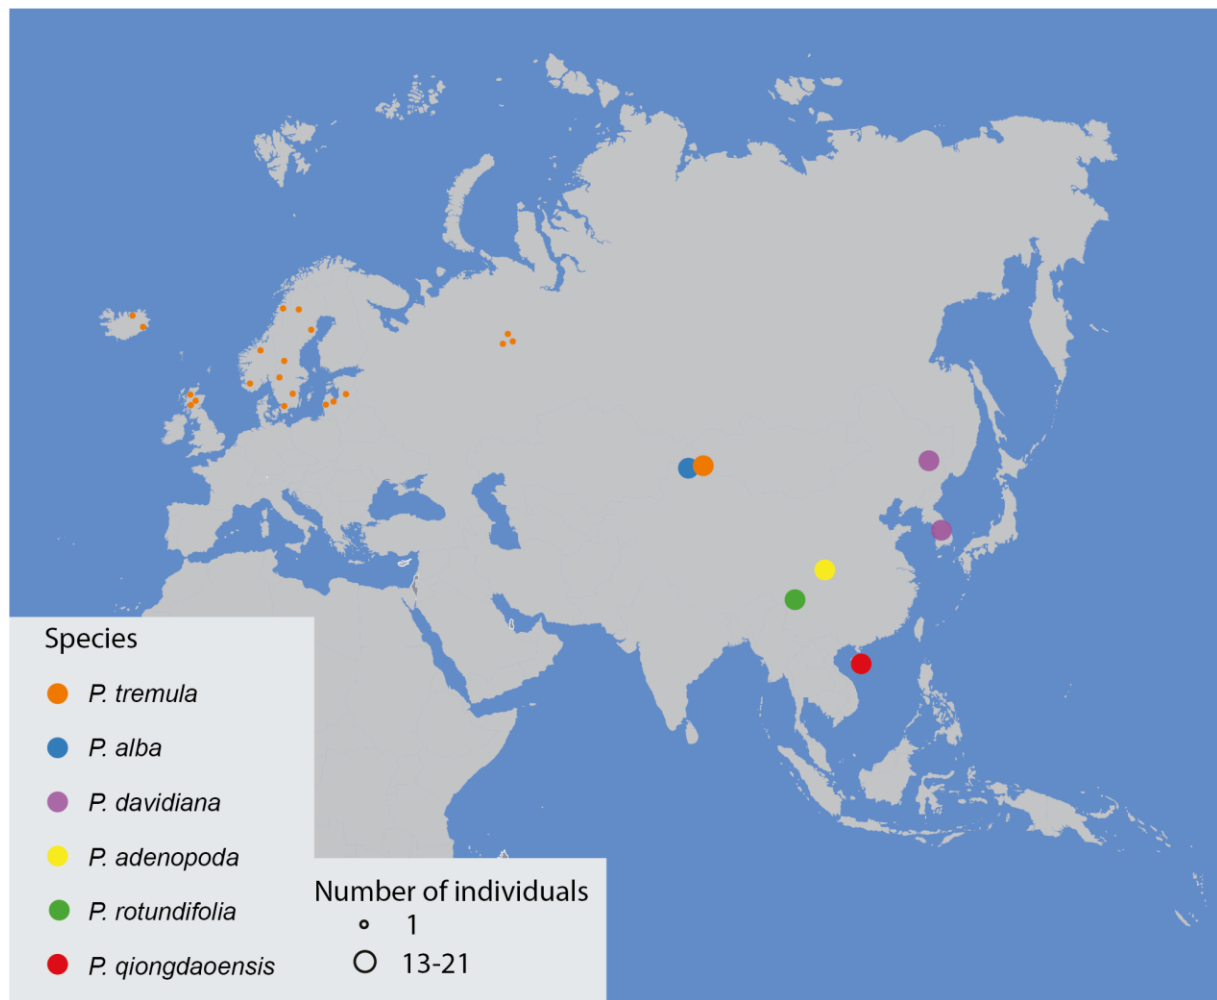 Species
P. tremula
P. alba
P. davidiana
P. adenopoda
P. rotundifolia
P. qiongdaoensis
Number of individuals
1
13-21